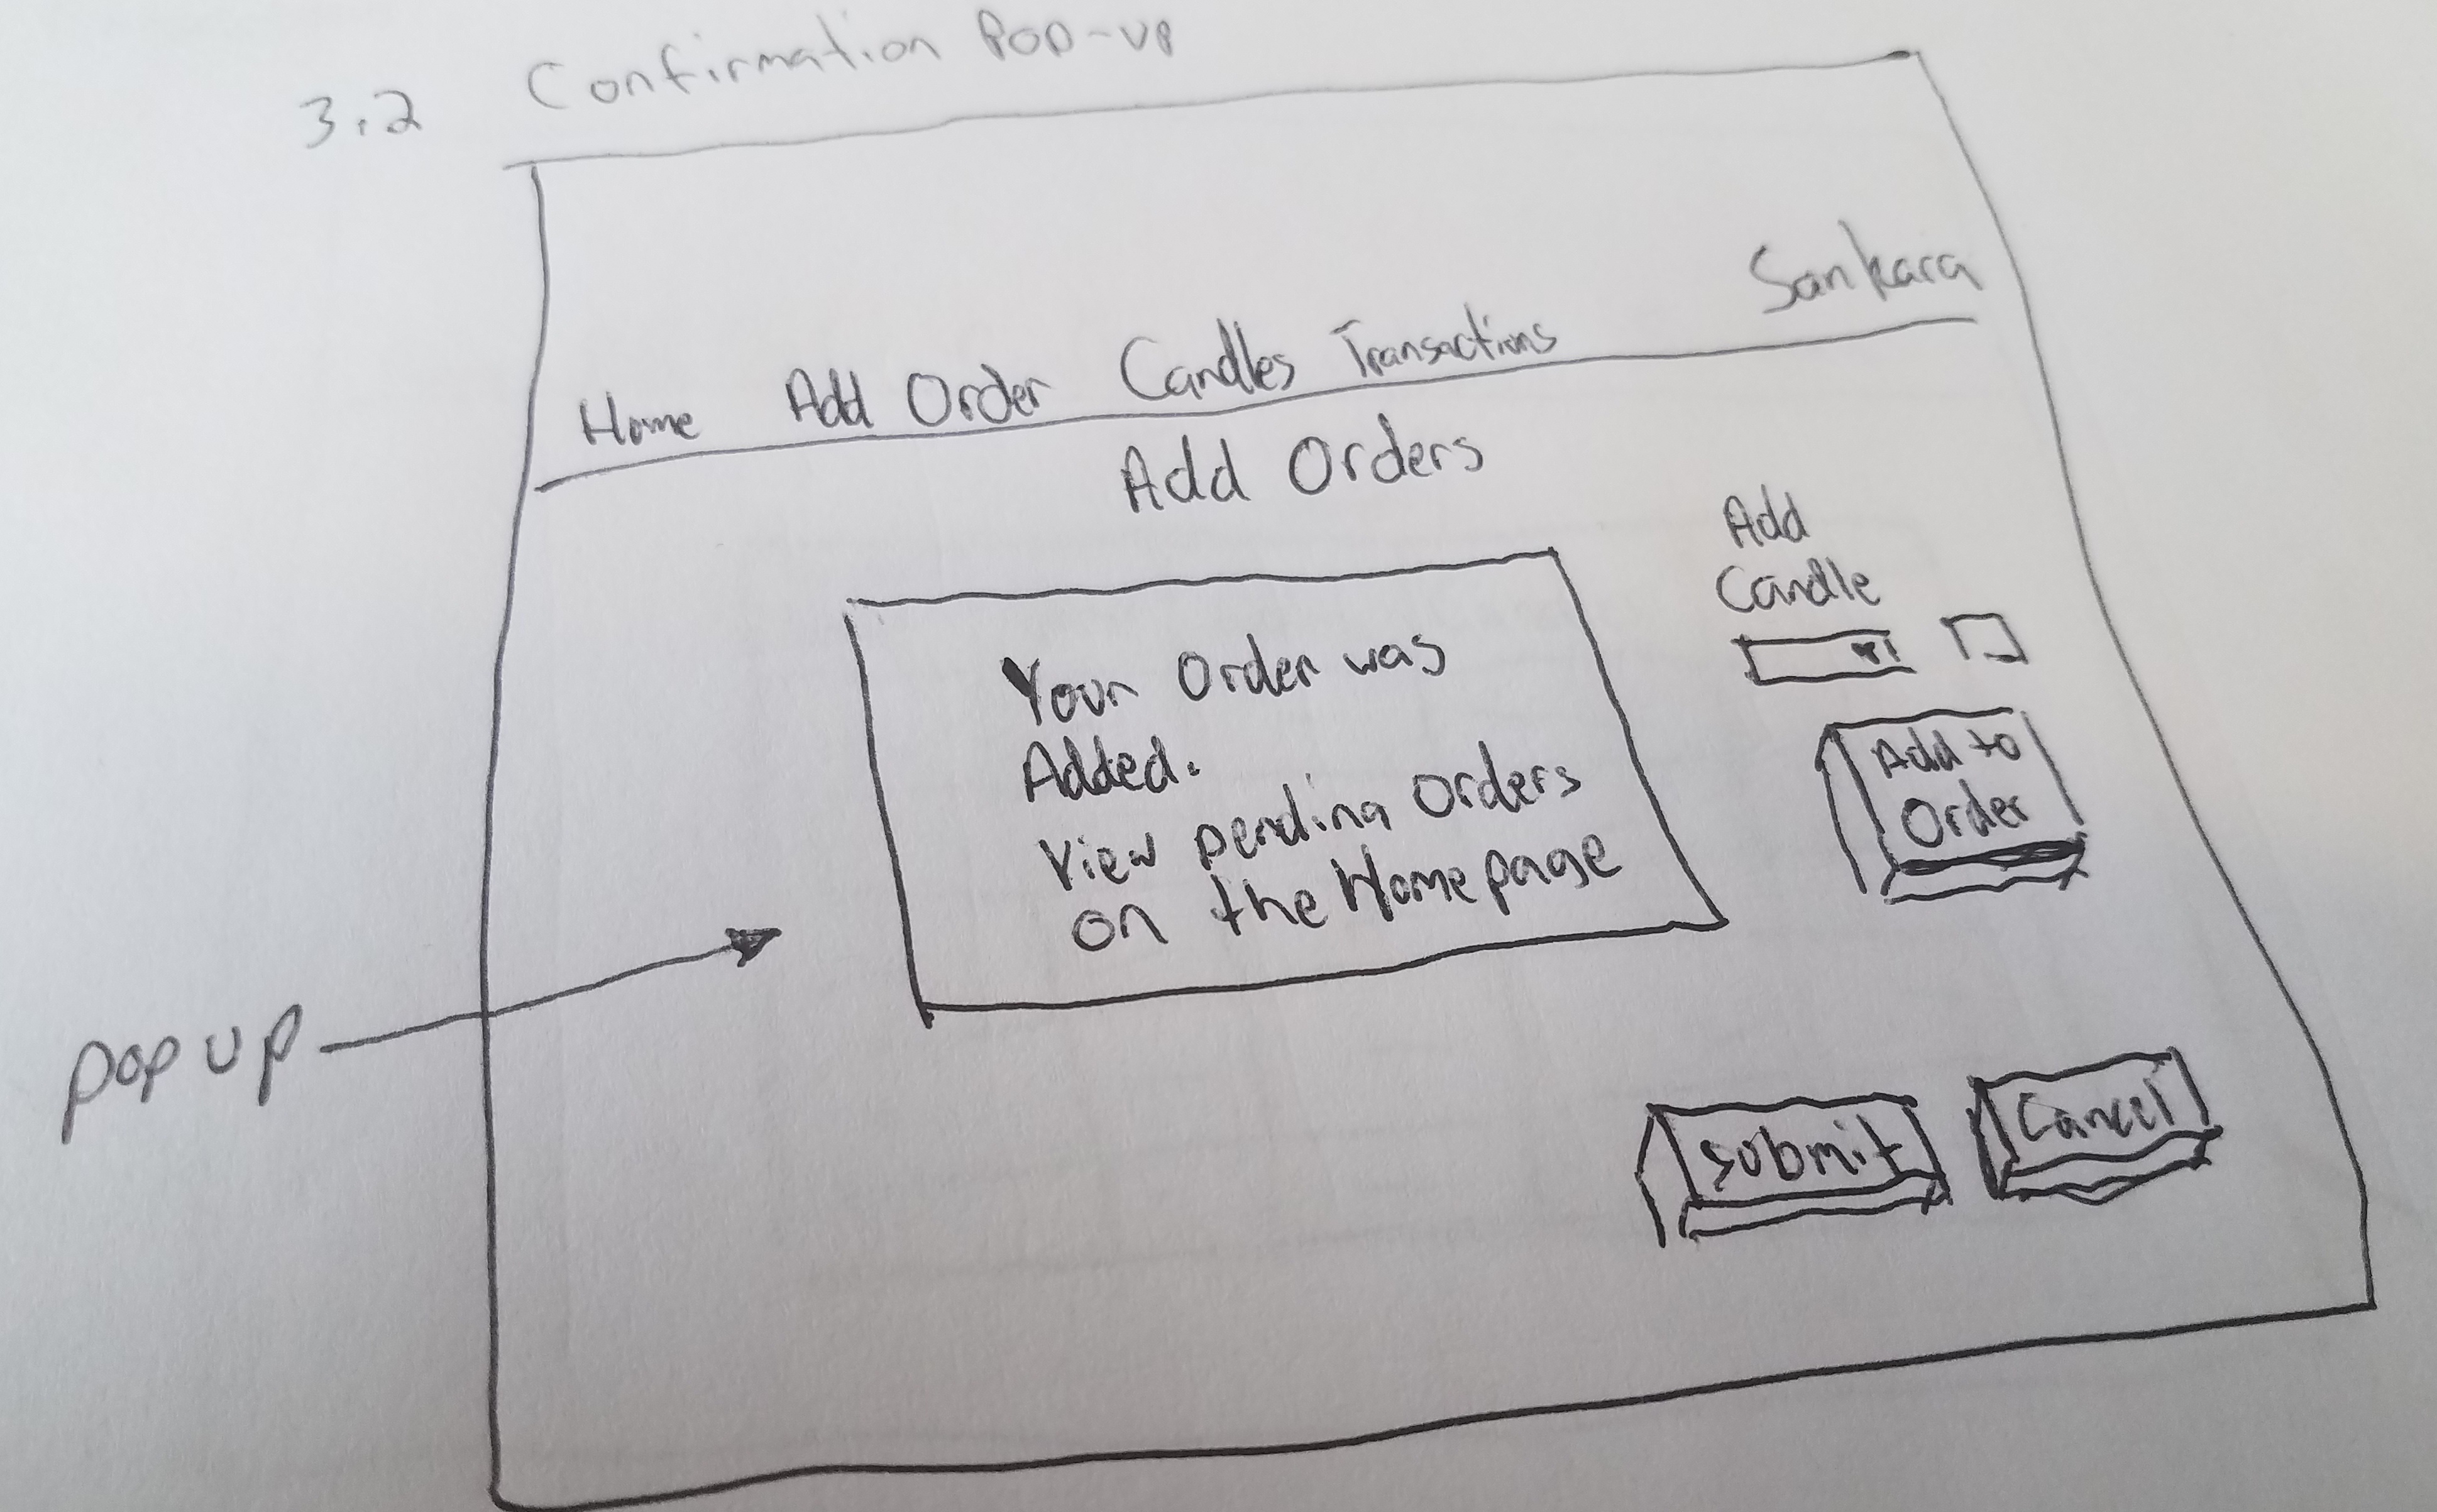 3.2 Confirmation Pop-up
Sankara
Home Add Order Candles Transactions
Add Orders
Add
Candle
Your Order was
Added.
View pending Orders
on the Home page
Add to
Order
pop up
Submit
Cancel